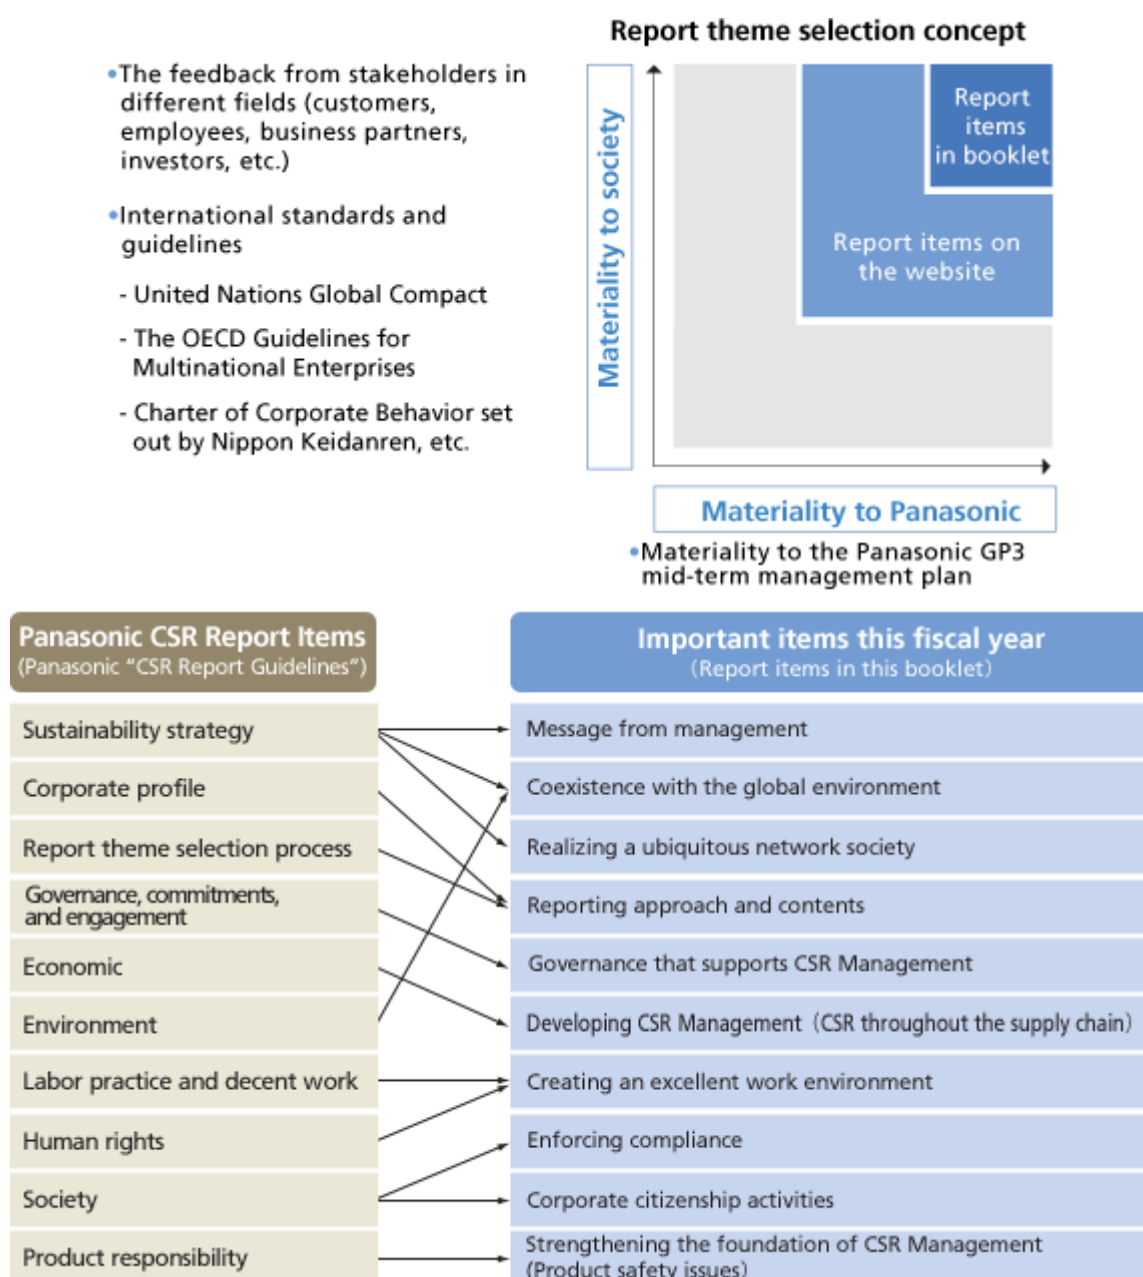 Report theme selection concept
•The feedback from stakeholders in
different fields (customers,
employees, business partners,
investors, etc.)
•International standards and
guidelines
- United Nations Global Compact
- The OECD Guidelines for
Multinational Enterprises
- Charter of Corporate Behavior set
out by Nippon Keidanren, etc.
Materiality to society
Report
items
in booklet
Report items on
the website
Materiality to Panasonic
•Materiality to the Panasonic GP3
mid-term management plan
Panasonic CSR Report Items
(Panasonic “CSR Report Guidelines”)
Sustainability strategy
Corporate profile
Report theme selection process
Governance, commitments,
and engagement
Economic
Environment
Labor practice and decent work
Human rights
Society
Product responsibility
Important items this fiscal year
(Report items in this booklet)
Message from management
Coexistence with the global environment
Realizing a ubiquitous network society
Reporting approach and contents
Governance that supports CSR Management
Developing CSR Management (CSR throughout the supply chain)
Creating an excellent work environment
Enforcing compliance
Corporate citizenship activities
Strengthening the foundation of CSR Management
(Product safety issues)